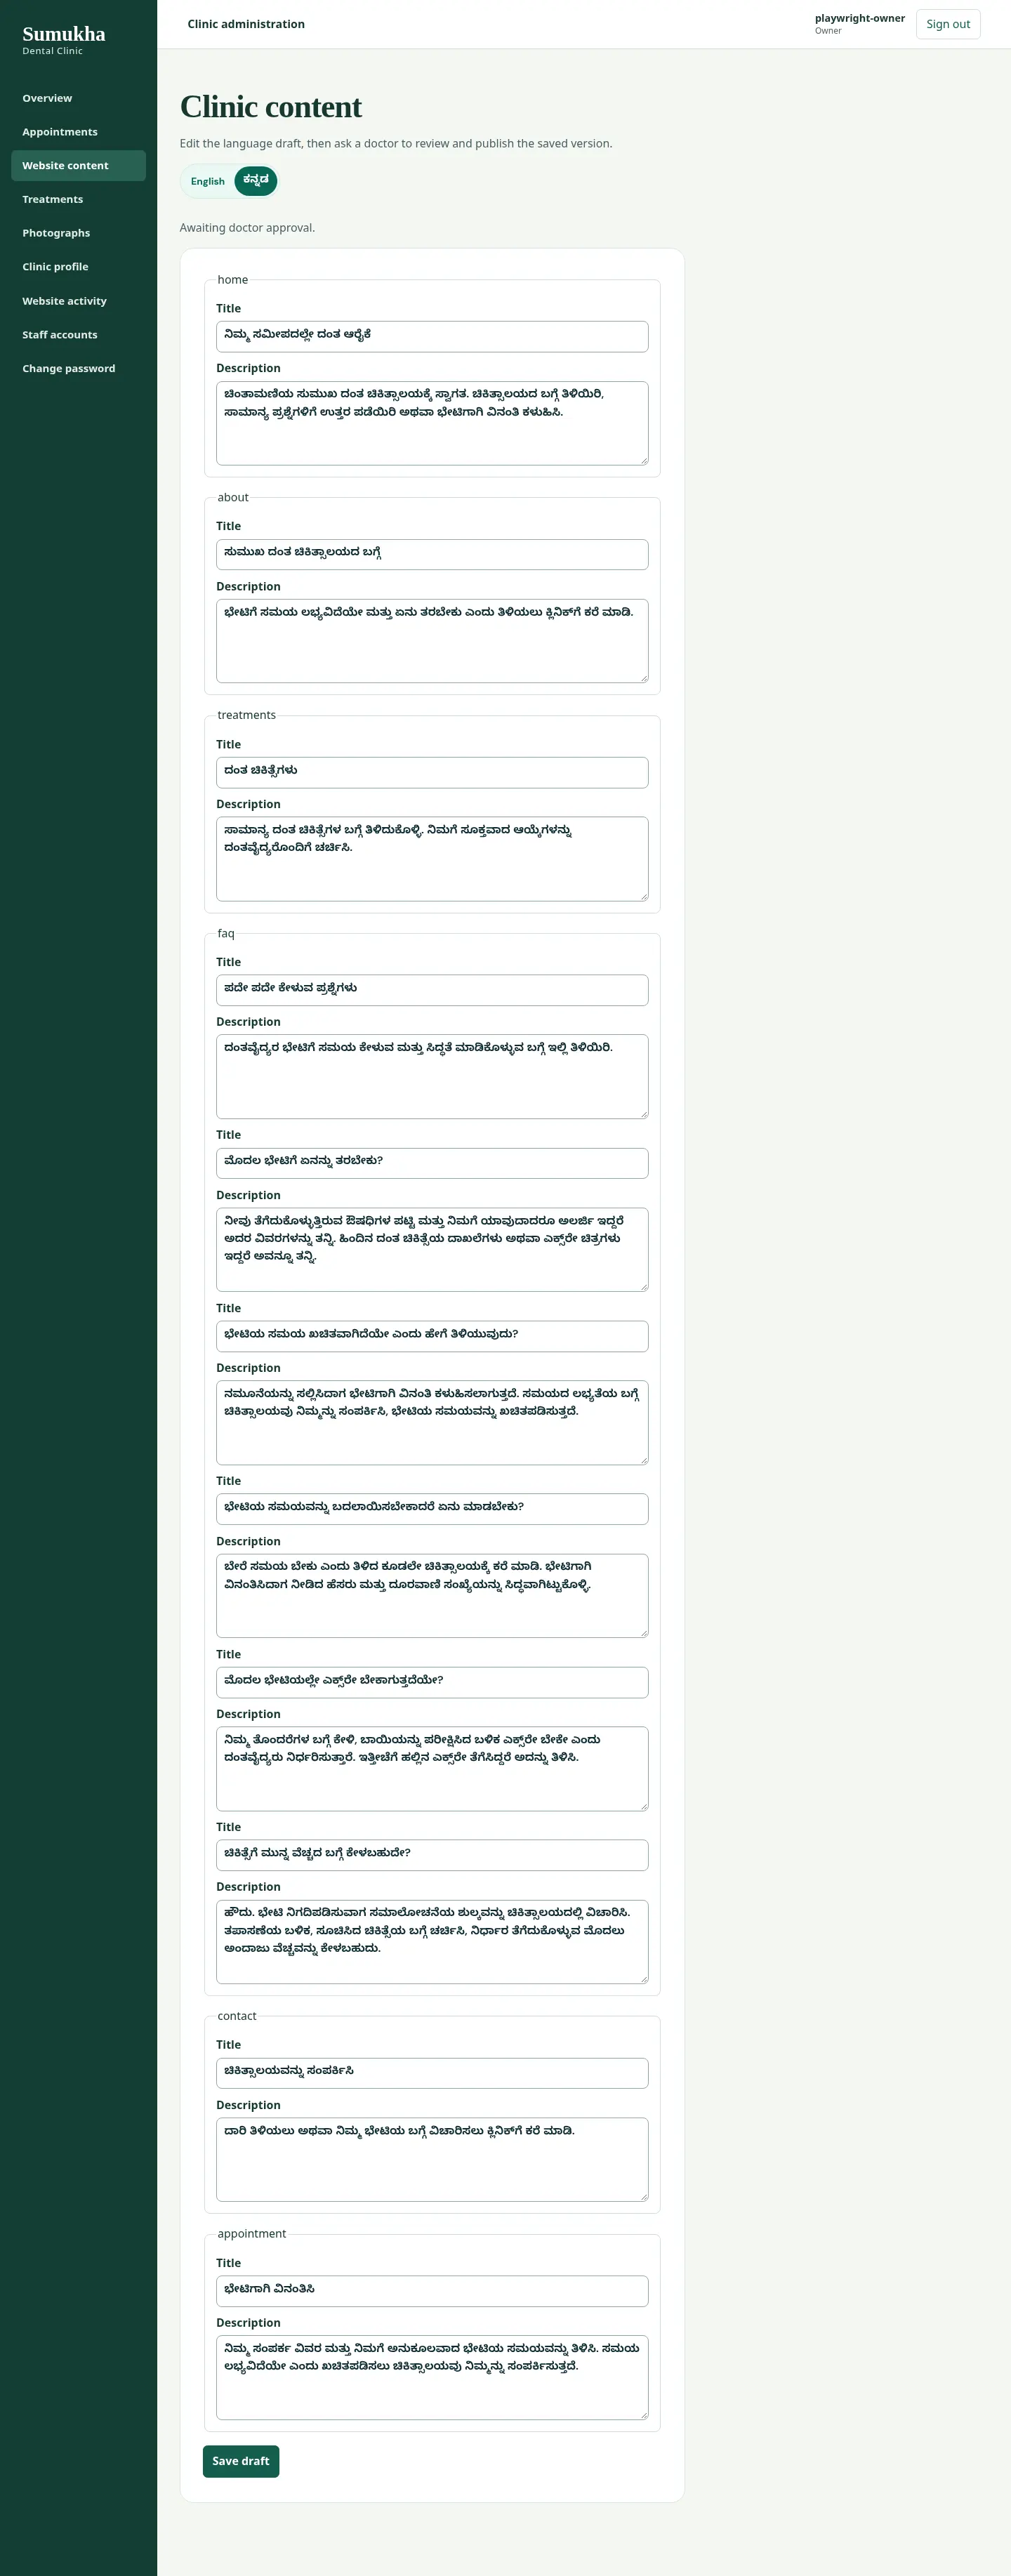 Sumukha
Dental Clinic
Overview
Appointments
Website content
Treatments
Photographs
Clinic profile
Website activity
Staff accounts
Change password
Clinic administration
playwright-owner
Owner
Sign out
Clinic content
Edit the language draft, then ask a doctor to review and publish the saved version.
English
ಕನ್ನಡ
Awaiting doctor approval.
home
Title
ನಿಮ್ಮ ಸಮೀಪದಲ್ಲೇ ದಂತ ಆರೈಕೆ
Description
ಚಿಂತಾಮಣಿಯ ಸುಮುಖ ದಂತ ಚಿಕಿತ್ಸಾಲಯಕ್ಕೆ ಸ್ವಾಗತ. ಚಿಕಿತ್ಸಾಲಯದ ಬಗ್ಗೆ ತಿಳಿಯಿರಿ,
ಸಾಮಾನ್ಯ ಪ್ರಶ್ನೆಗಳಿಗೆ ಉತ್ತರ ಪಡೆಯಿರಿ ಅಥವಾ ಭೇಟಿಗಾಗಿ ವಿನಂತಿ ಕಳುಹಿಸಿ.
about
Title
ಸುಮುಖ ದಂತ ಚಿಕಿತ್ಸಾಲಯದ ಬಗ್ಗೆ
Description
ಭೇಟಿಗೆ ಸಮಯ ಲಭ್ಯವಿದೆಯೇ ಮತ್ತು ಏನು ತರಬೇಕು ಎಂದು ತಿಳಿಯಲು ಕ್ಲಿನಿಕ್‌ಗೆ ಕರೆ ಮಾಡಿ.
treatments
Title
ದಂತ ಚಿಕಿತ್ಸೆಗಳು
Description
ಸಾಮಾನ್ಯ ದಂತ ಚಿಕಿತ್ಸೆಗಳ ಬಗ್ಗೆ ತಿಳಿದುಕೊಳ್ಳಿ. ನಿಮಗೆ ಸೂಕ್ತವಾದ ಆಯ್ಕೆಗಳನ್ನು
ದಂತವೈದ್ಯರೊಂದಿಗೆ ಚರ್ಚಿಸಿ.
faq
Title
ಪದೇ ಪದೇ ಕೇಳುವ ಪ್ರಶ್ನೆಗಳು
Description
ದಂತವೈದ್ಯರ ಭೇಟಿಗೆ ಸಮಯ ಕೇಳುವ ಮತ್ತು ಸಿದ್ಧತೆ ಮಾಡಿಕೊಳ್ಳುವ ಬಗ್ಗೆ ಇಲ್ಲಿ ತಿಳಿಯಿರಿ.
Title
ಮೊದಲ ಭೇಟಿಗೆ ಏನನ್ನು ತರಬೇಕು?
Description
ನೀವು ತೆಗೆದುಕೊಳ್ಳುತ್ತಿರುವ ಔಷಧಿಗಳ ಪಟ್ಟಿ ಮತ್ತು ನಿಮಗೆ ಯಾವುದಾದರೂ ಅಲರ್ಜಿ ಇದ್ದರೆ
ಅದರ ವಿವರಗಳನ್ನು ತನ್ನಿ. ಹಿಂದಿನ ದಂತ ಚಿಕಿತ್ಸೆಯ ದಾಖಲೆಗಳು ಅಥವಾ ಎಕ್ಸ್‌ರೇ ಚಿತ್ರಗಳು
ಇದ್ದರೆ ಅವನ್ನೂ ತನ್ನಿ.
Title
ಭೇಟಿಯ ಸಮಯ ಖಚಿತವಾಗಿದೆಯೇ ಎಂದು ಹೇಗೆ ತಿಳಿಯುವುದು?
Description
ನಮೂನೆಯನ್ನು ಸಲ್ಲಿಸಿದಾಗ ಭೇಟಿಗಾಗಿ ವಿನಂತಿ ಕಳುಹಿಸಲಾಗುತ್ತದೆ. ಸಮಯದ ಲಭ್ಯತೆಯ ಬಗ್ಗೆ
ಚಿಕಿತ್ಸಾಲಯವು ನಿಮ್ಮನ್ನು ಸಂಪರ್ಕಿಸಿ, ಭೇಟಿಯ ಸಮಯವನ್ನು ಖಚಿತಪಡಿಸುತ್ತದೆ.
Title
ಭೇಟಿಯ ಸಮಯವನ್ನು ಬದಲಾಯಿಸಬೇಕಾದರೆ ಏನು ಮಾಡಬೇಕು?
Description
ಬೇರೆ ಸಮಯ ಬೇಕು ಎಂದು ತಿಳಿದ ಕೂಡಲೇ ಚಿಕಿತ್ಸಾಲಯಕ್ಕೆ ಕರೆ ಮಾಡಿ. ಭೇಟಿಗಾಗಿ
ವಿನಂತಿಸಿದಾಗ ನೀಡಿದ ಹೆಸರು ಮತ್ತು ದೂರವಾಣಿ ಸಂಖ್ಯೆಯನ್ನು ಸಿದ್ಧವಾಗಿಟ್ಟುಕೊಳ್ಳಿ.
Title
ಮೊದಲ ಭೇಟಿಯಲ್ಲೇ ಎಕ್ಸ್‌ರೇ ಬೇಕಾಗುತ್ತದೆಯೇ?
Description
ನಿಮ್ಮ ತೊಂದರೆಗಳ ಬಗ್ಗೆ ಕೇಳಿ, ಬಾಯಿಯನ್ನು ಪರೀಕ್ಷಿಸಿದ ಬಳಿಕ ಎಕ್ಸ್‌ರೇ ಬೇಕೇ ಎಂದು
ದಂತವೈದ್ಯರು ನಿರ್ಧರಿಸುತ್ತಾರೆ. ಇತ್ತೀಚೆಗೆ ಹಲ್ಲಿನ ಎಕ್ಸ್‌ರೇ ತೆಗೆಸಿದ್ದರೆ ಅದನ್ನು ತಿಳಿಸಿ.
Title
ಚಿಕಿತ್ಸೆಗೆ ಮುನ್ನ ವೆಚ್ಚದ ಬಗ್ಗೆ ಕೇಳಬಹುದೇ?
Description
ಹೌದು. ಭೇಟಿ ನಿಗದಿಪಡಿಸುವಾಗ ಸಮಾಲೋಚನೆಯ ಶುಲ್ಕವನ್ನು ಚಿಕಿತ್ಸಾಲಯದಲ್ಲಿ ವಿಚಾರಿಸಿ.
ತಪಾಸಣೆಯ ಬಳಿಕ, ಸೂಚಿಸಿದ ಚಿಕಿತ್ಸೆಯ ಬಗ್ಗೆ ಚರ್ಚಿಸಿ, ನಿರ್ಧಾರ ತೆಗೆದುಕೊಳ್ಳುವ ಮೊದಲು
ಅಂದಾಜು ವೆಚ್ಚವನ್ನು ಕೇಳಬಹುದು.
contact
Title
ಚಿಕಿತ್ಸಾಲಯವನ್ನು ಸಂಪರ್ಕಿಸಿ
Description
ದಾರಿ ತಿಳಿಯಲು ಅಥವಾ ನಿಮ್ಮ ಭೇಟಿಯ ಬಗ್ಗೆ ವಿಚಾರಿಸಲು ಕ್ಲಿನಿಕ್‌ಗೆ ಕರೆ ಮಾಡಿ.
appointment
Title
ಭೇಟಿಗಾಗಿ ವಿನಂತಿಸಿ
Description
ನಿಮ್ಮ ಸಂಪರ್ಕ ವಿವರ ಮತ್ತು ನಿಮಗೆ ಅನುಕೂಲವಾದ ಭೇಟಿಯ ಸಮಯವನ್ನು ತಿಳಿಸಿ. ಸಮಯ
ಲಭ್ಯವಿದೆಯೇ ಎಂದು ಖಚಿತಪಡಿಸಲು ಚಿಕಿತ್ಸಾಲಯವು ನಿಮ್ಮನ್ನು ಸಂಪರ್ಕಿಸುತ್ತದೆ.
Save draft